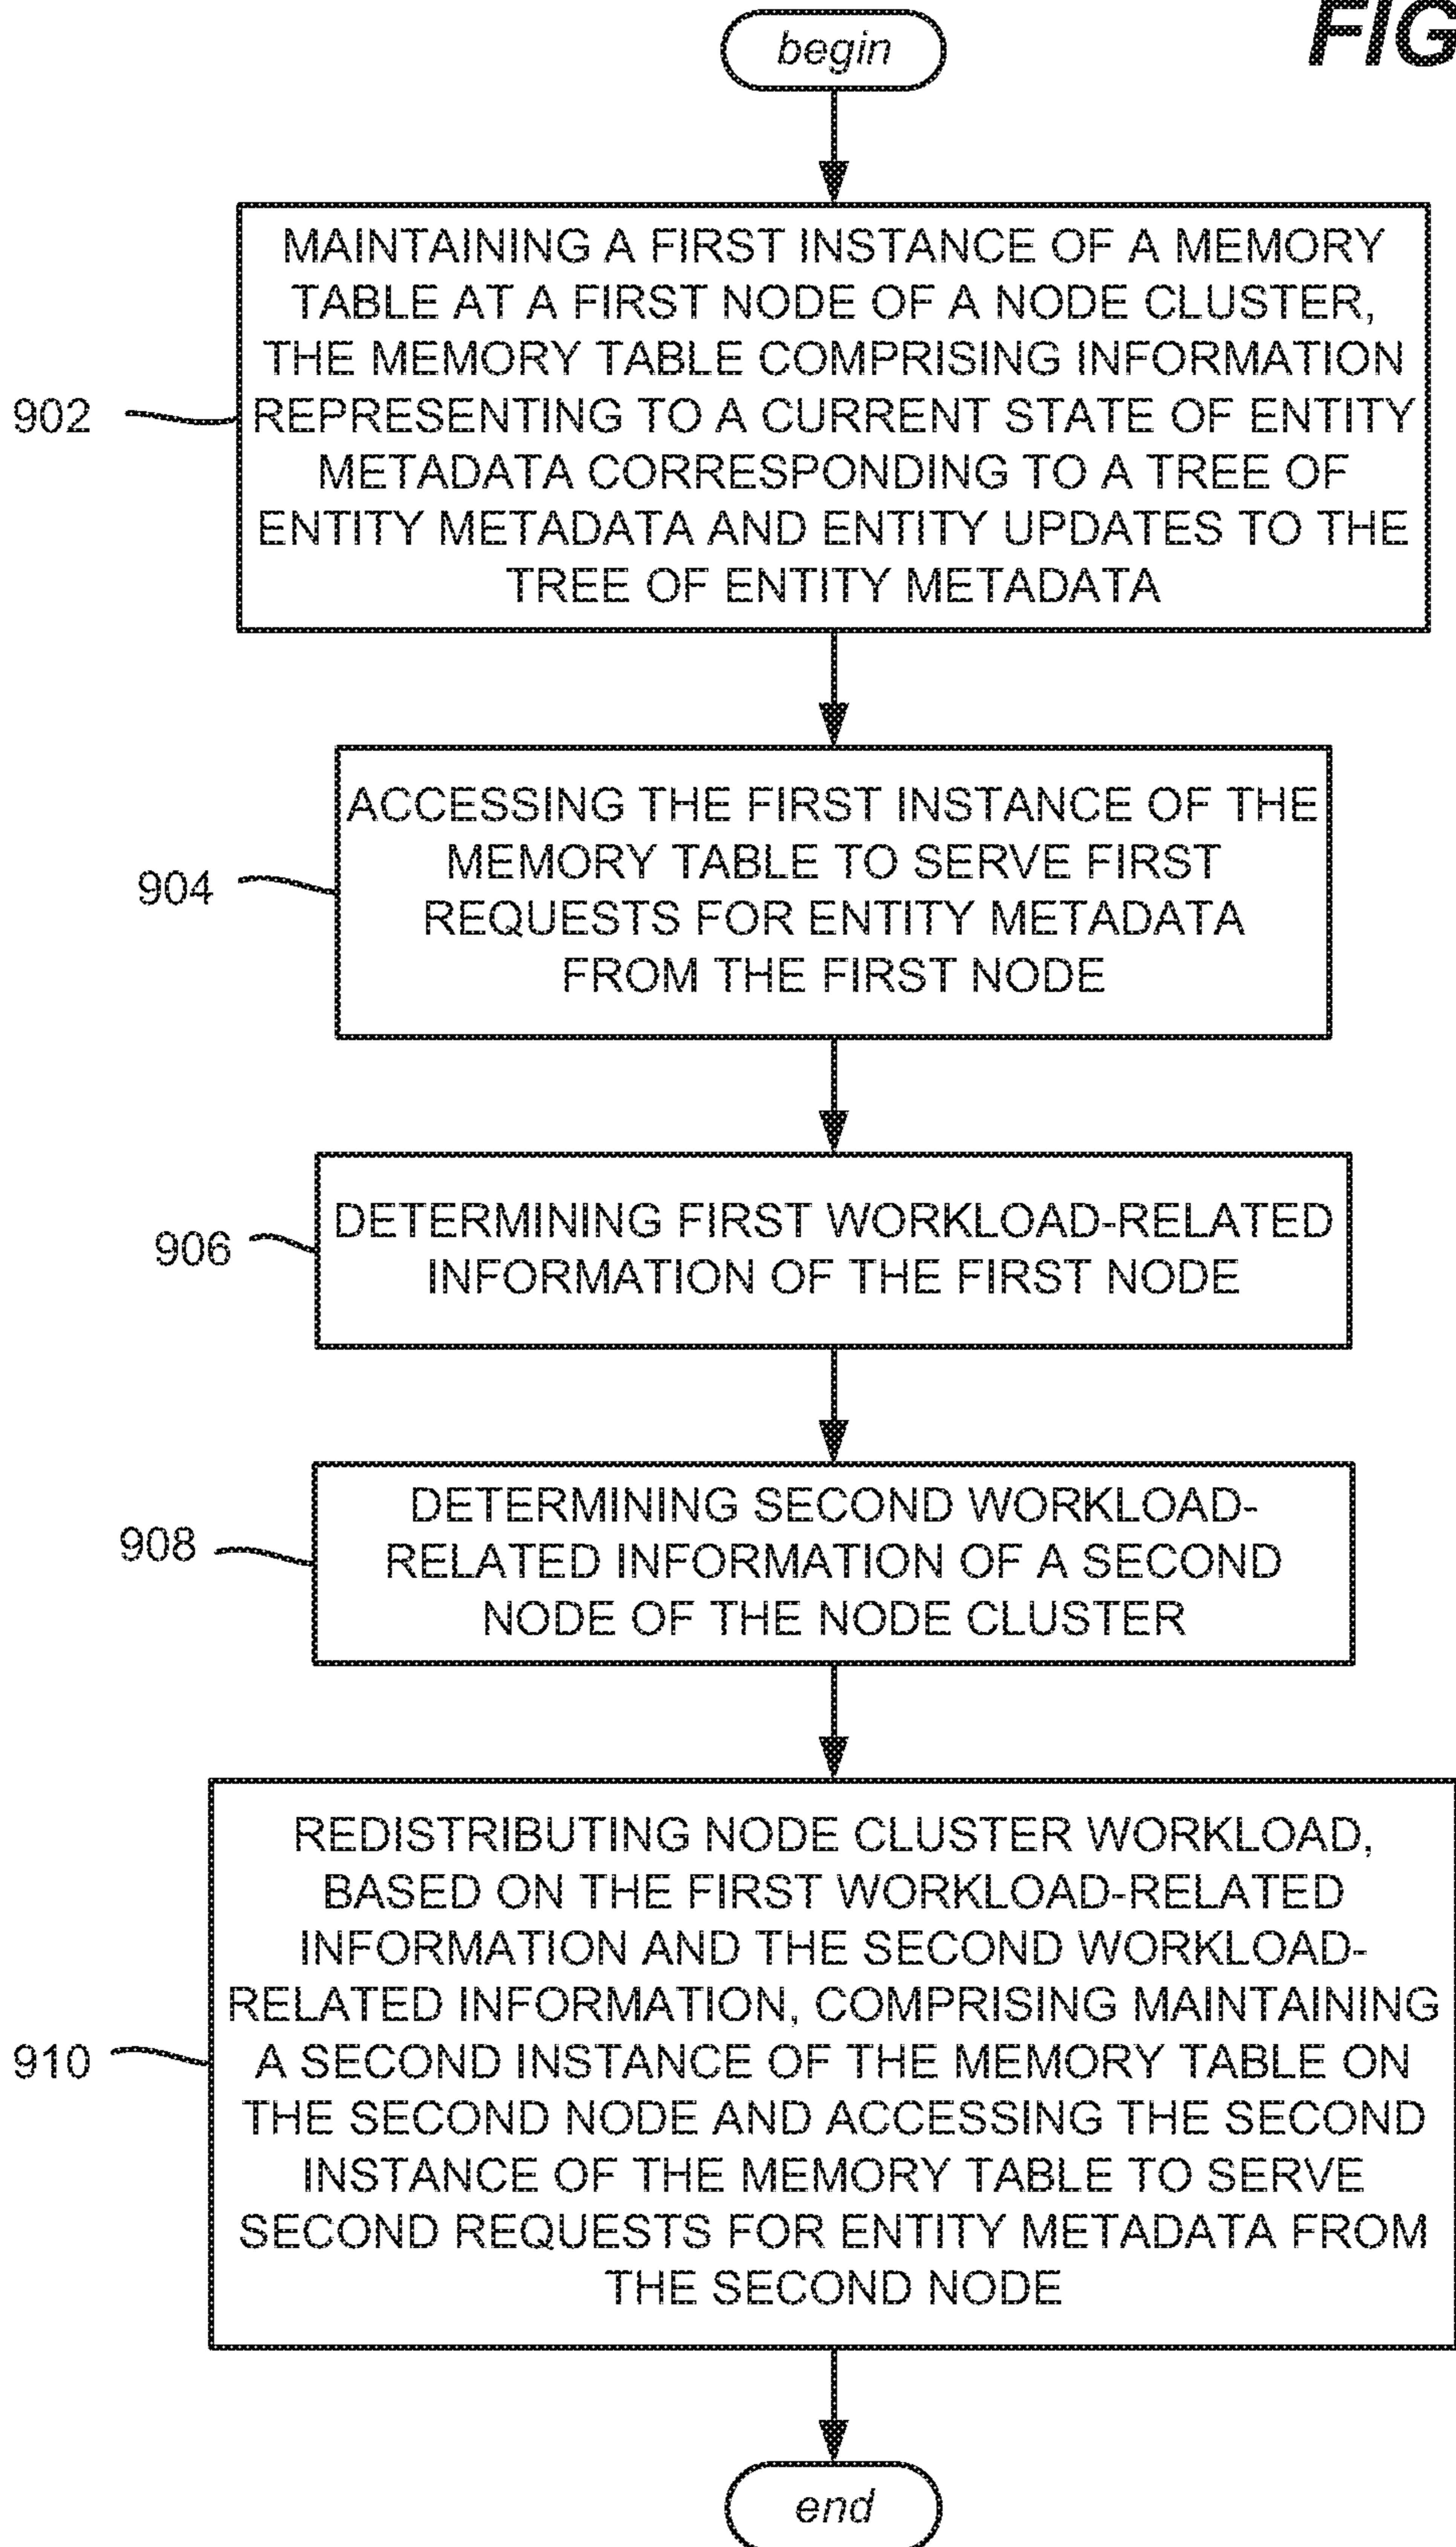 FIG
begin
902
MAINTAINING A FIRST INSTANCE OF A MEMORY
TABLE AT A FIRST NODE OF A NODE CLUSTER,
THE MEMORY TABLE COMPRISING INFORMATION
REPRESENTING TO A CURRENT STATE OF ENTITY
METADATA CORRESPONDING TO A TREE OF
ENTITY METADATA AND ENTITY UPDATES TO THE
TREE OF ENTITY METADATA
904
ACCESSING THE FIRST INSTANCE OF THE
MEMORY TABLE TO SERVE FIRST
REQUESTS FOR ENTITY METADATA
FROM THE FIRST NODE
906
DETERMINING FIRST WORKLOAD-RELATED
INFORMATION OF THE FIRST NODE
908
DETERMINING SECOND WORKLOAD-
RELATED INFORMATION OF A SECOND
NODE OF THE NODE CLUSTER
910
REDISTRIBUTING NODE CLUSTER WORKLOAD,
BASED ON THE FIRST WORKLOAD-RELATED
INFORMATION AND THE SECOND WORKLOAD-
RELATED INFORMATION, COMPRISING MAINTAINING
A SECOND INSTANCE OF THE MEMORY TABLE ON
THE SECOND NODE AND ACCESSING THE SECOND
INSTANCE OF THE MEMORY TABLE TO SERVE
SECOND REQUESTS FOR ENTITY METADATA FROM
THE SECOND NODE
end